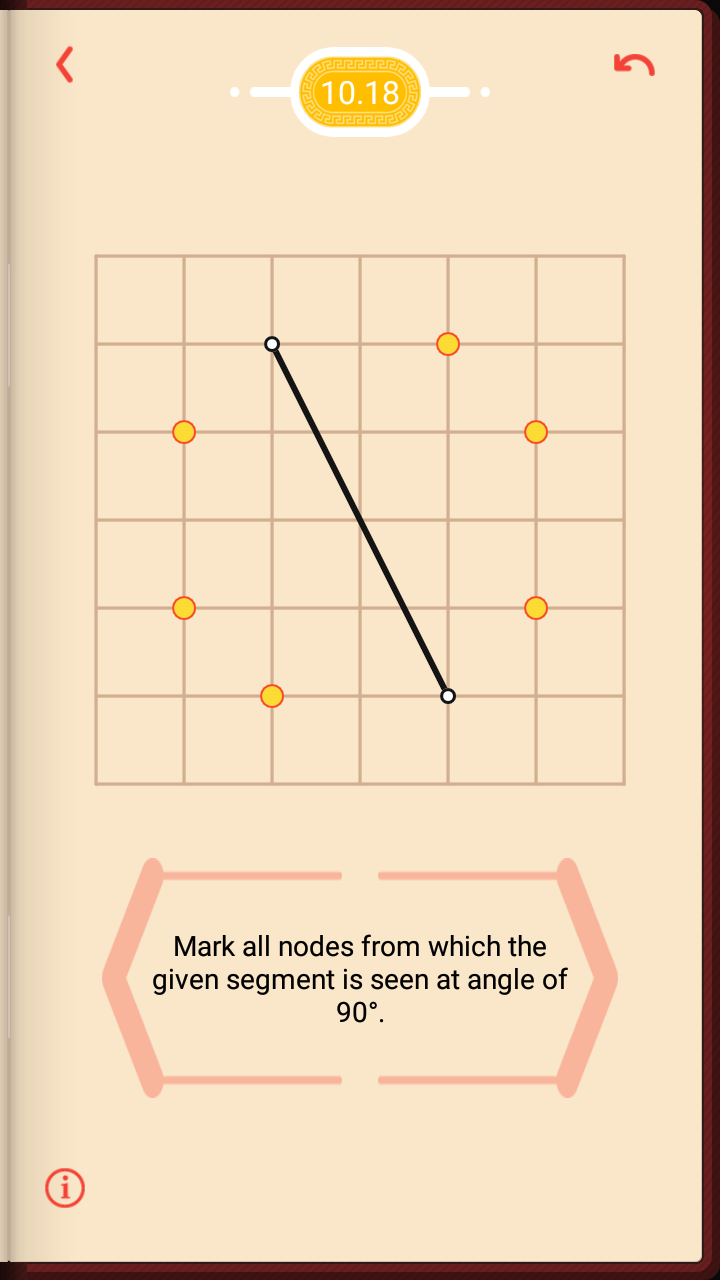 10.18
Mark all nodes from which the
given segment is seen at angle of
90°.
i